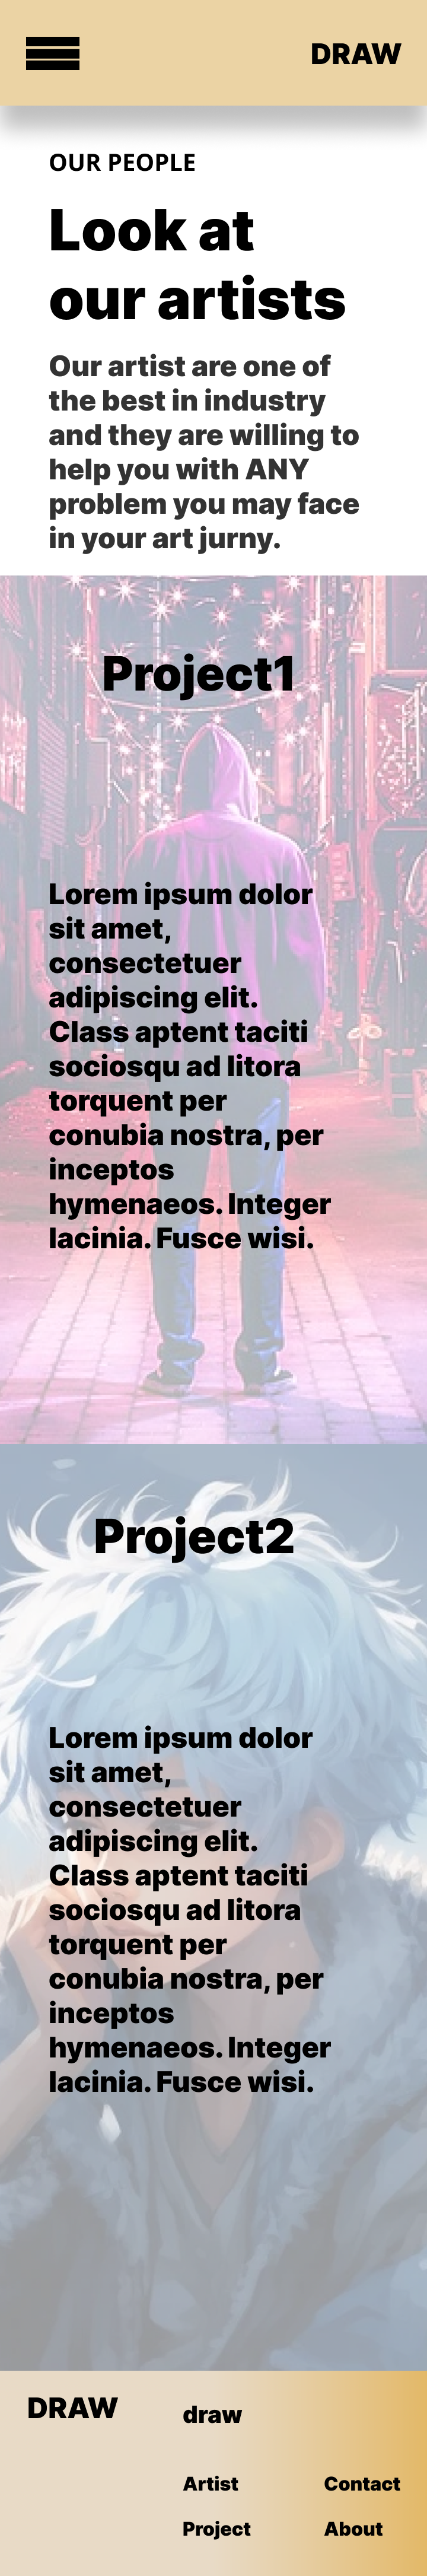 DRAW
OUR PEOPLE
Look at
our artists
Our artist are one of
the best in industry
and they are willing to
help you with ANY
problem you may face
in your art jurny.
Project1
Lorem ipsum dolor
sit amet,
consectetuer
adipiscing elit.
Class aptent taciti
sociosqu ad litora
torquent per
conubia nostra, per
inceptos
hymenaeos. Integer
lacinia. Fusce wisi.
Project2
Lorem ipsum dolor
sit amet,
consectetuer
adipiscing elit.
Class aptent taciti
sociosqu ad litora
torquent per
conubia nostra, per
inceptos
hymenaeos. Integer
lacinia. Fusce wisi.
DRAW
draw
Artist Contact
Project About